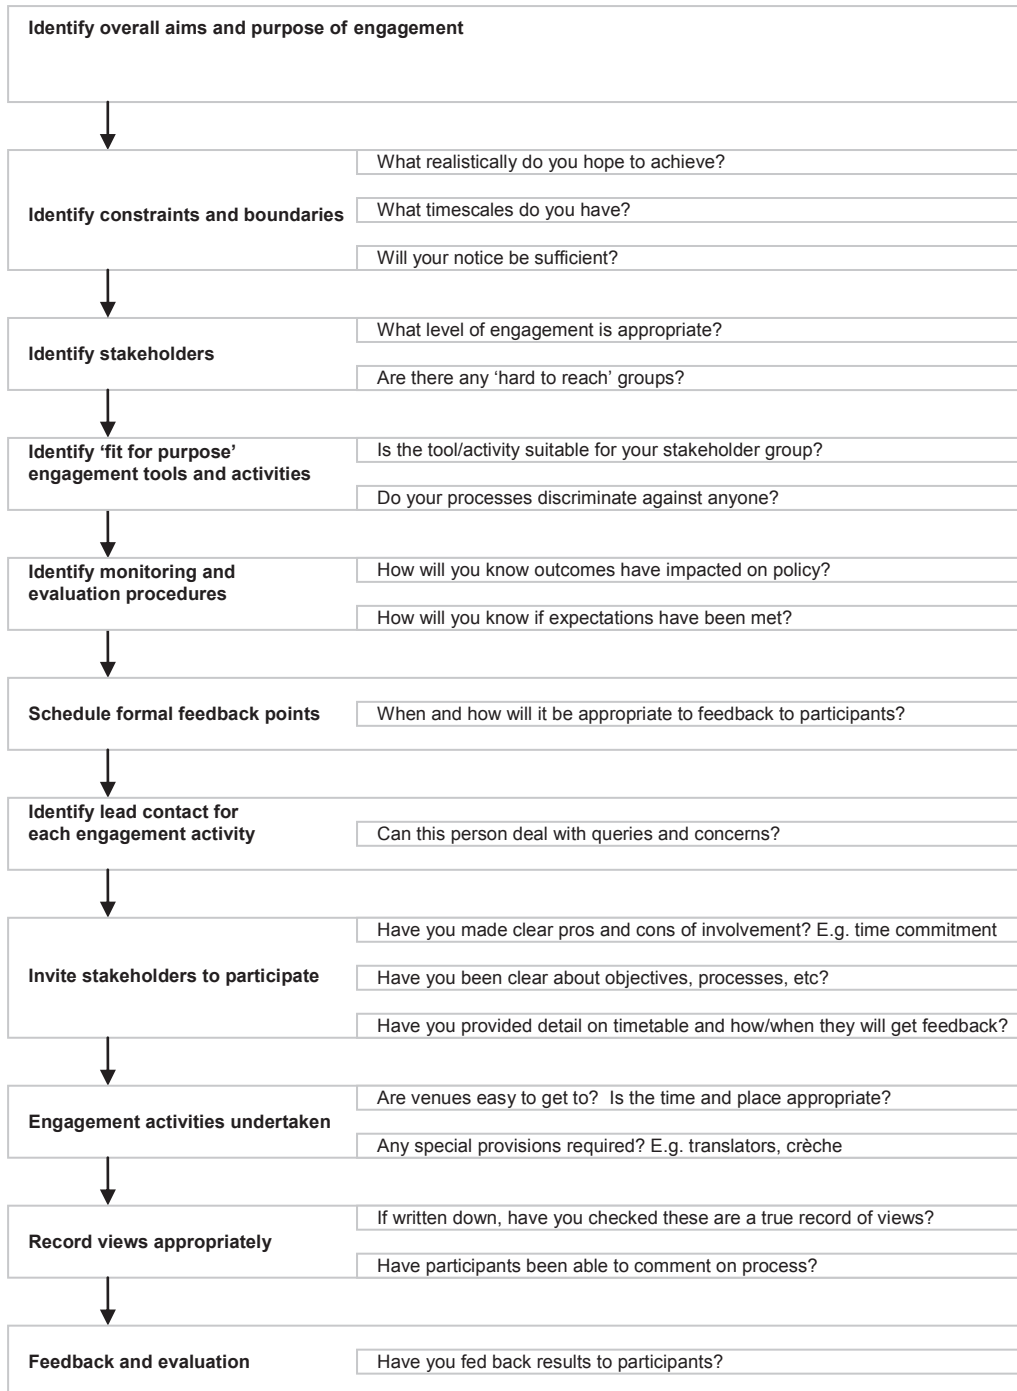 Identify overall aims and purpose of engagement
What realistically do you hope to achieve?
Identify constraints and boundaries
What timescales do you have?
Will your notice be sufficient?
Identify stakeholders
What level of engagement is appropriate?
Are there any ‘hard to reach’ groups?
Identify ‘fit for purpose’
engagement tools and activities
Is the tool/activity suitable for your stakeholder group?
Do your processes discriminate against anyone?
Identify monitoring and
evaluation procedures
How will you know outcomes have impacted on policy?
How will you know if expectations have been met?
Schedule formal feedback points
When and how will it be appropriate to feedback to participants?
Identify lead contact for
each engagement activity
Can this person deal with queries and concerns?
Invite stakeholders to participate
Have you made clear pros and cons of involvement? E.g. time commitment
Have you been clear about objectives, processes, etc?
Have you provided detail on timetable and how/when they will get feedback?
Engagement activities undertaken
Are venues easy to get to?  Is the time and place appropriate?
Any special provisions required? E.g. translators, crèche
Record views appropriately
If written down, have you checked these are a true record of views?
Have participants been able to comment on process?
Feedback and evaluation
Have you fed back results to participants?